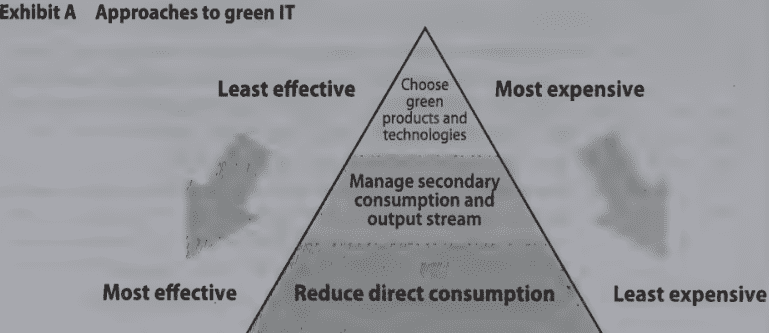 Exhibit A Approaches to green IT
Least effective
Choose
green
products and
technologies
Most expensive
Manage secondary
consumption and
output stream
Most effective
Reduce direct consumption
Least expensive